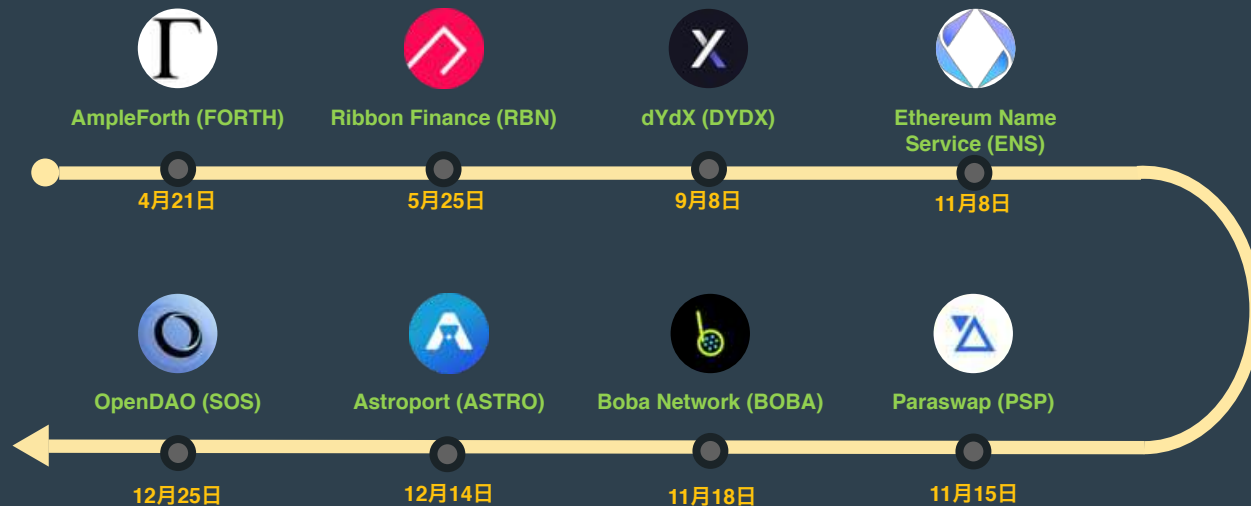 AmpleForth (FORTH)
Ribbon Finance (RBN)
dYdX (DYDX)
Ethereum Name
Service (ENS)
4月21日
5月25日
9月8日
11月8日
Paraswap (PSP)
Boba Network (BOBA)
Astroport (ASTRO)
OpenDAO (SOS)
11月15日
11月18日
12月14日
12月25日